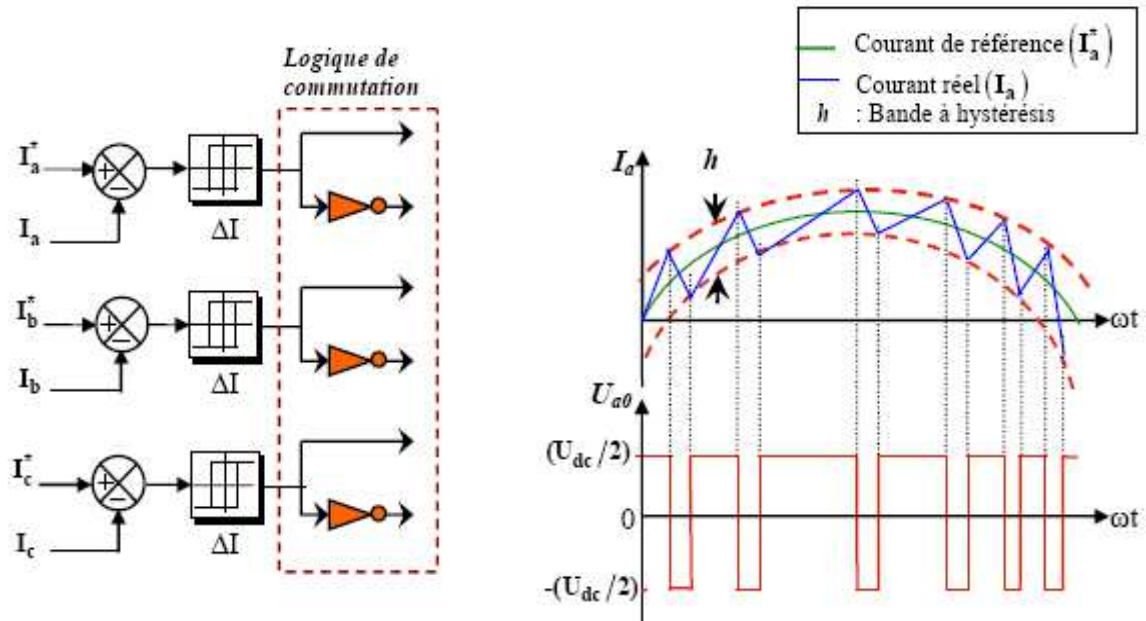 Logique de
commutation
I*a
+
−
Ia
ΔI
I*b
+
−
Ib
ΔI
I*c
+
−
Ic
ΔI
Courant de référence (I*a)
Courant réel (Ia)
h : Bande à hystérésis
Ia
h
ωt
Ua0
(Udc/2)
0
ωt
-(Udc/2)